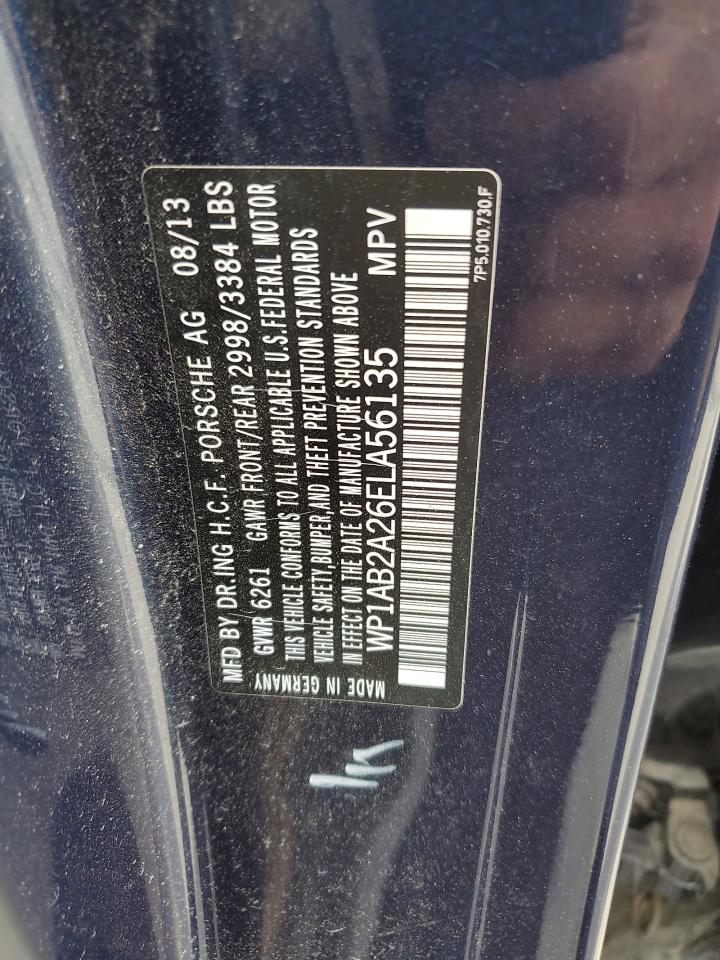 MFD BY DR.ING H.C.F. PORSCHE AG 08/13
GVWR 6261 GAWR FRONT/REAR 2998/3384 LBS
THIS VEHICLE CONFORMS TO ALL APPLICABLE U.S.FEDERAL MOTOR
VEHICLE SAFETY,BUMPER,AND THEFT PREVENTION STANDARDS
IN EFFECT ON THE DATE OF MANUFACTURE SHOWN ABOVE
WP1AB2A26ELA56135 MPV
MADE IN GERMANY
7P5.010.730.F